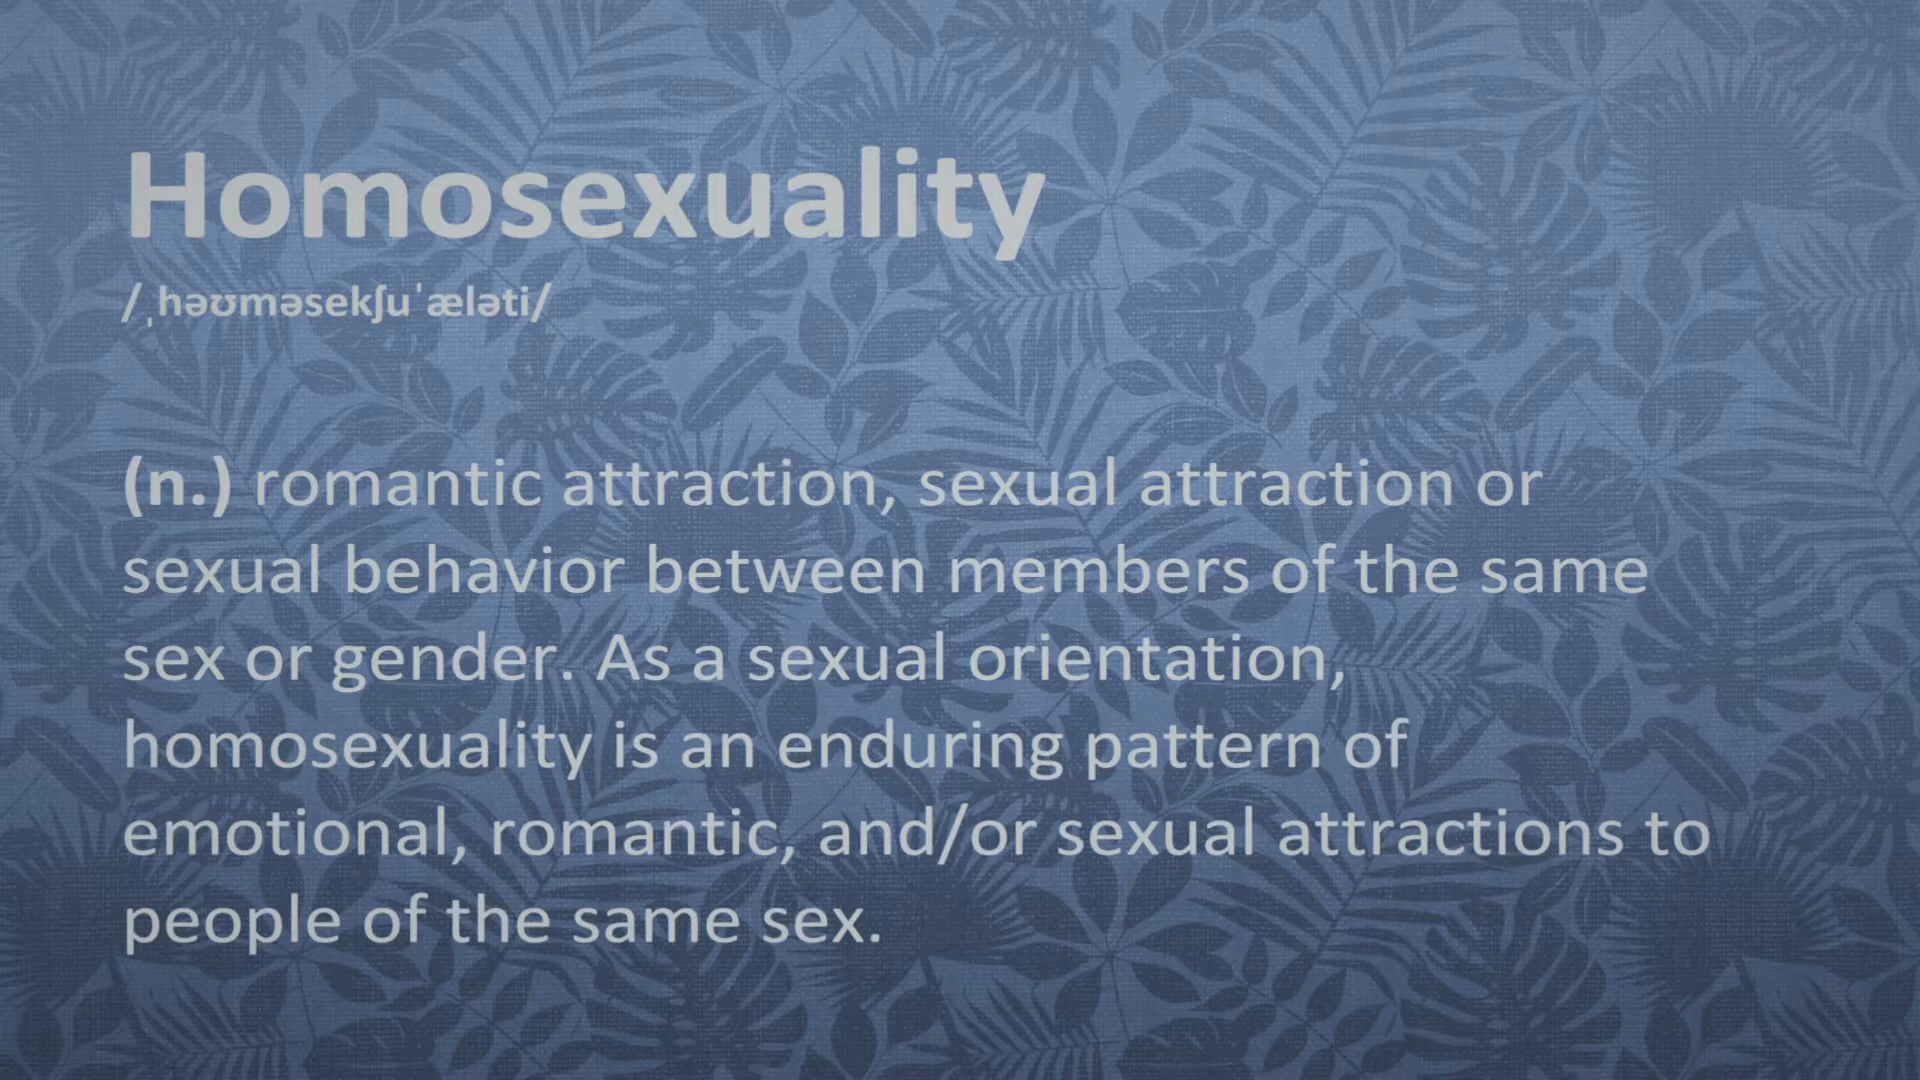 Homosexuality
/ˌhəʊməsekʃuˈæləti/
(n.) romantic attraction, sexual attraction or
sexual behavior between members of the same
sex or gender. As a sexual orientation,
homosexuality is an enduring pattern of
emotional, romantic, and/or sexual attractions to
people of the same sex.